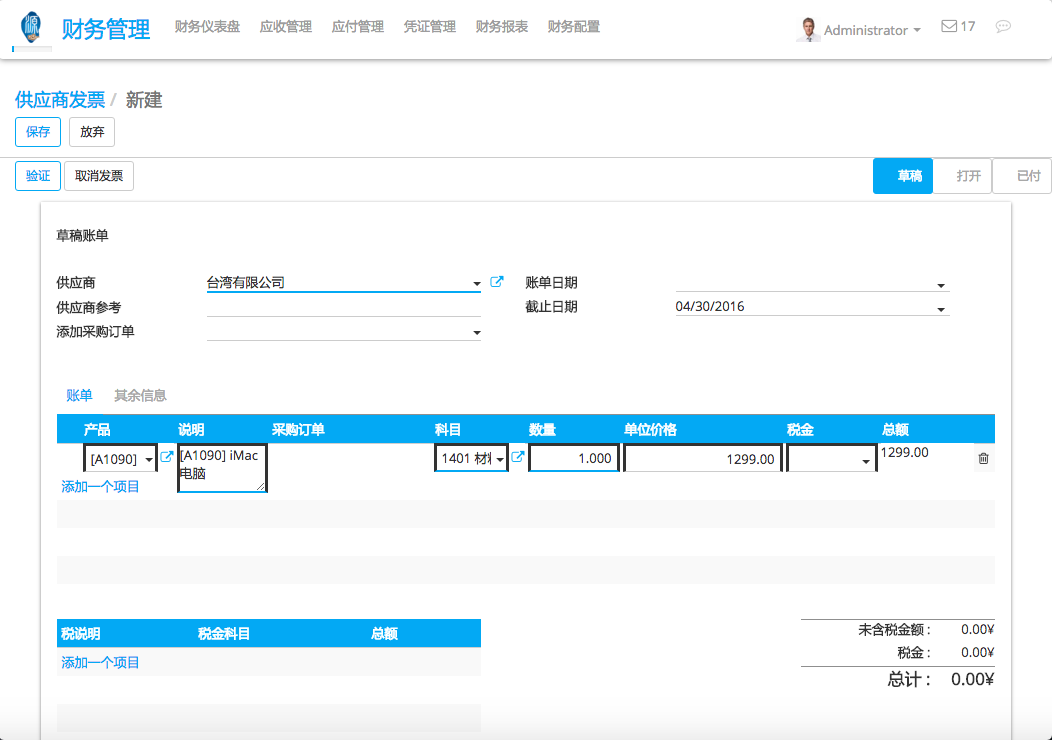 源
财务管理 财务仪表盘 应收管理 应付管理 凭证管理 财务报表 财务配置 Administrator 17
供应商发票 / 新建
保存 放弃
验证 取消发票 草稿 打开 已付
草稿账单
供应商 台湾有限公司 账单日期
供应商参考 截止日期 04/30/2016
添加采购订单
账单 其余信息
产品 说明 采购订单 科目 数量 单位价格 税金 总额
[A1090] [A1090] iMac 1401 材料 1.000 1299.00 1299.00
电脑
添加一个项目
税说明 税金科目 总额
添加一个项目
未含税金额 : 0.00¥
税金 : 0.00¥
总计 : 0.00¥